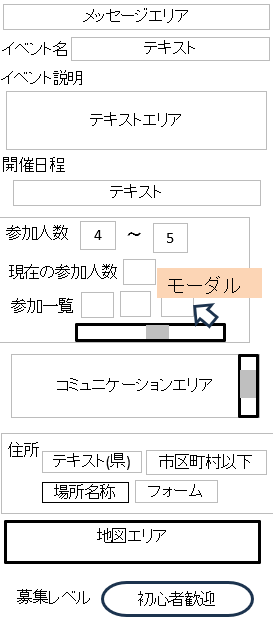 メッセージエリア
イベント名 テキスト
イベント説明
テキストエリア
開催日程
テキスト
参加人数 4 ～ 5
現在の参加人数
モーダル
参加一覧
コミュニケーションエリア
住所
テキスト(県) 市区町村以下
場所名称 フォーム
地図エリア
募集レベル 初心者歓迎